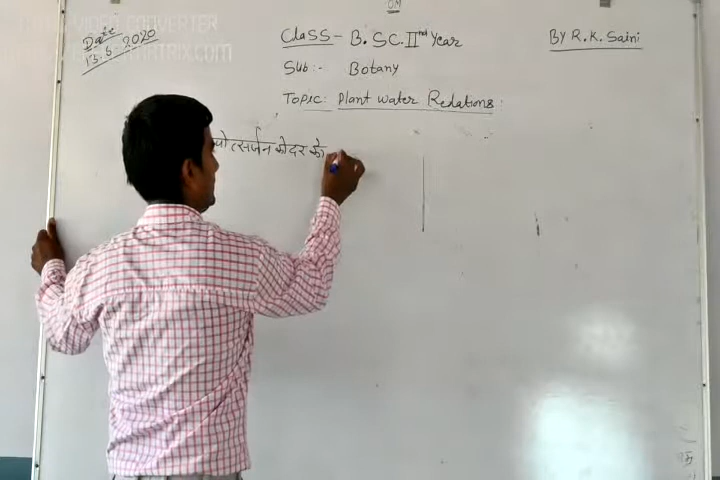 OM
Date
13.6.2020
Class - B.SC.IInd Year
By R.K. Saini
Sub:- Botany
Topic: Plant water Relations:
त्सर्जन की दर को